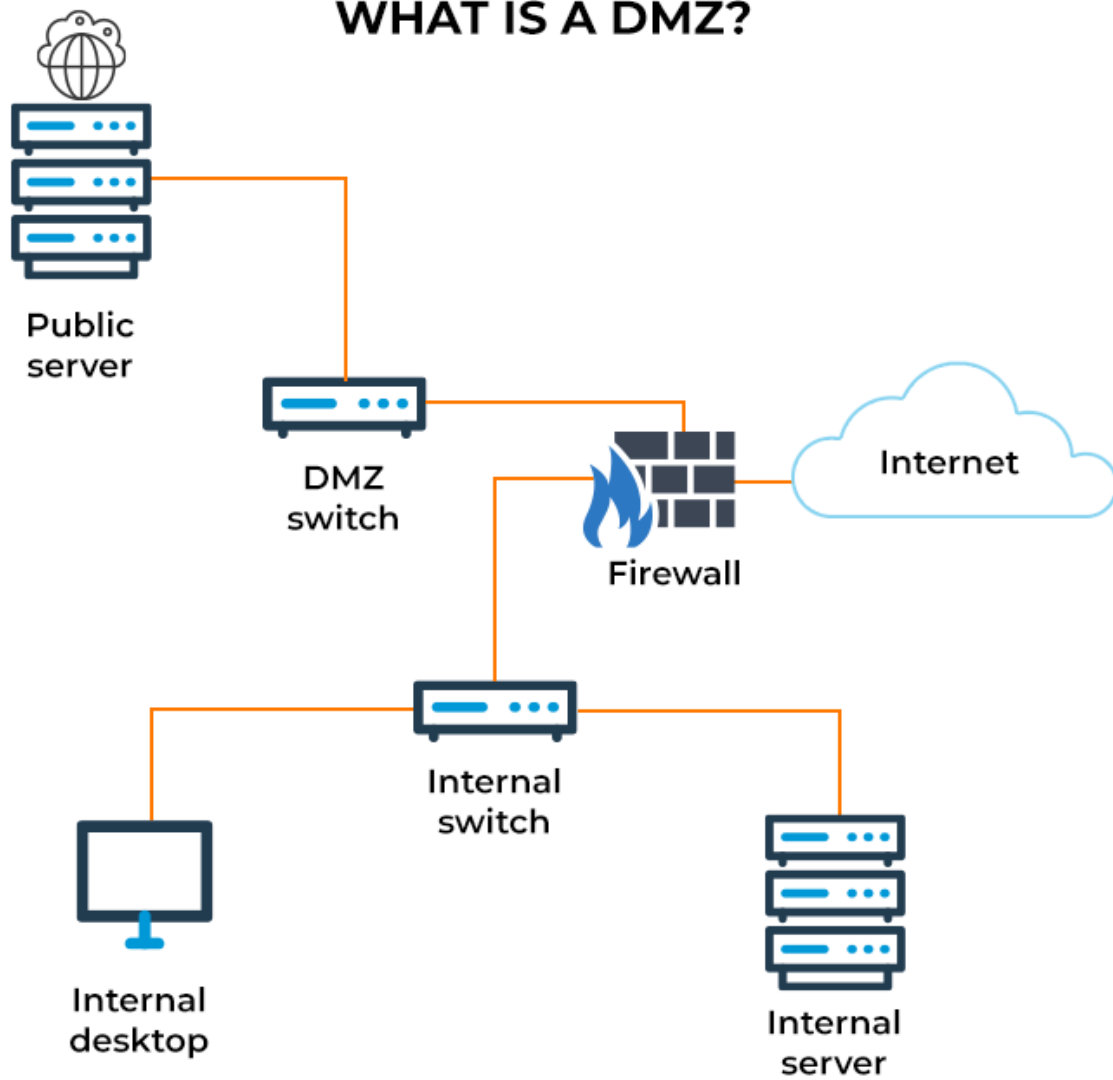 WHAT IS A DMZ?
Public
server
DMZ
switch
Internet
Firewall
Internal
switch
Internal
desktop
Internal
server